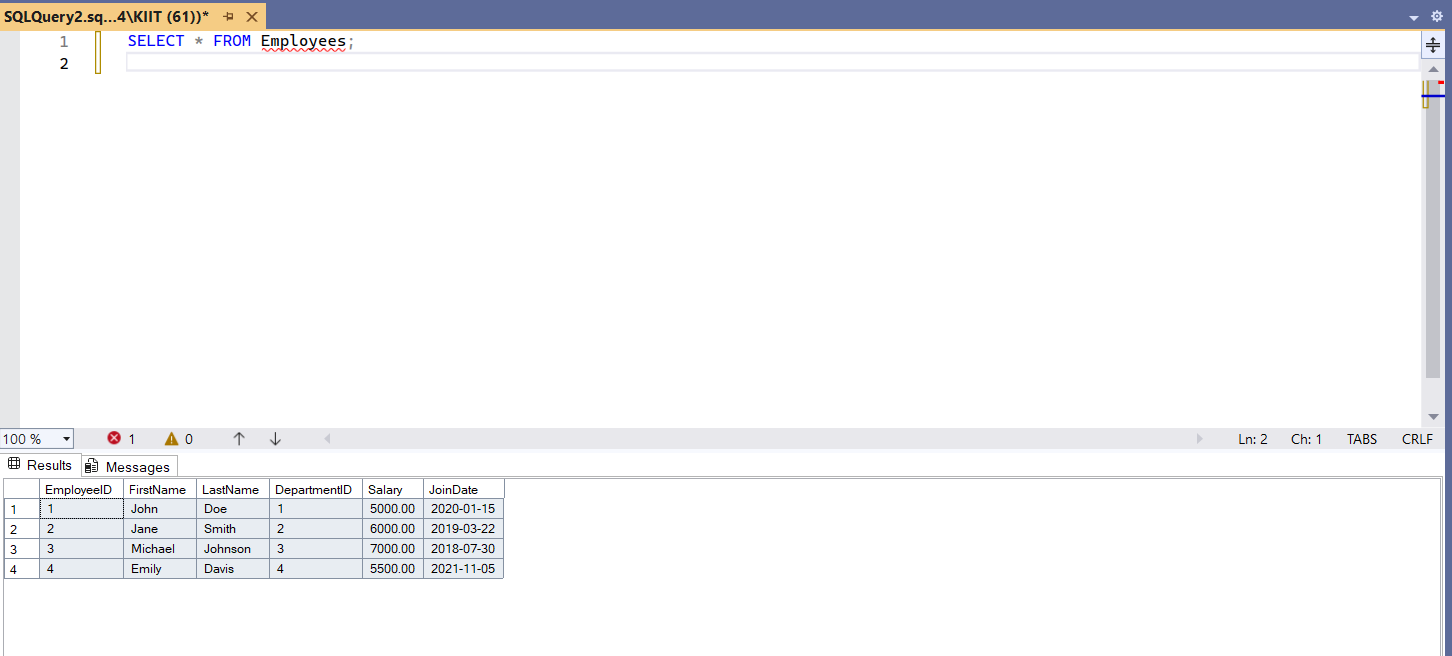 SQLQuery2.sq...4\KIIT (61))*
1 SELECT * FROM Employees;
2
100 % 1 0 Ln: 2 Ch: 1 TABS CRLF
Results Messages
EmployeeID FirstName LastName DepartmentID Salary JoinDate
1 1 John Doe 1 5000.00 2020-01-15
2 2 Jane Smith 2 6000.00 2019-03-22
3 3 Michael Johnson 3 7000.00 2018-07-30
4 4 Emily Davis 4 5500.00 2021-11-05